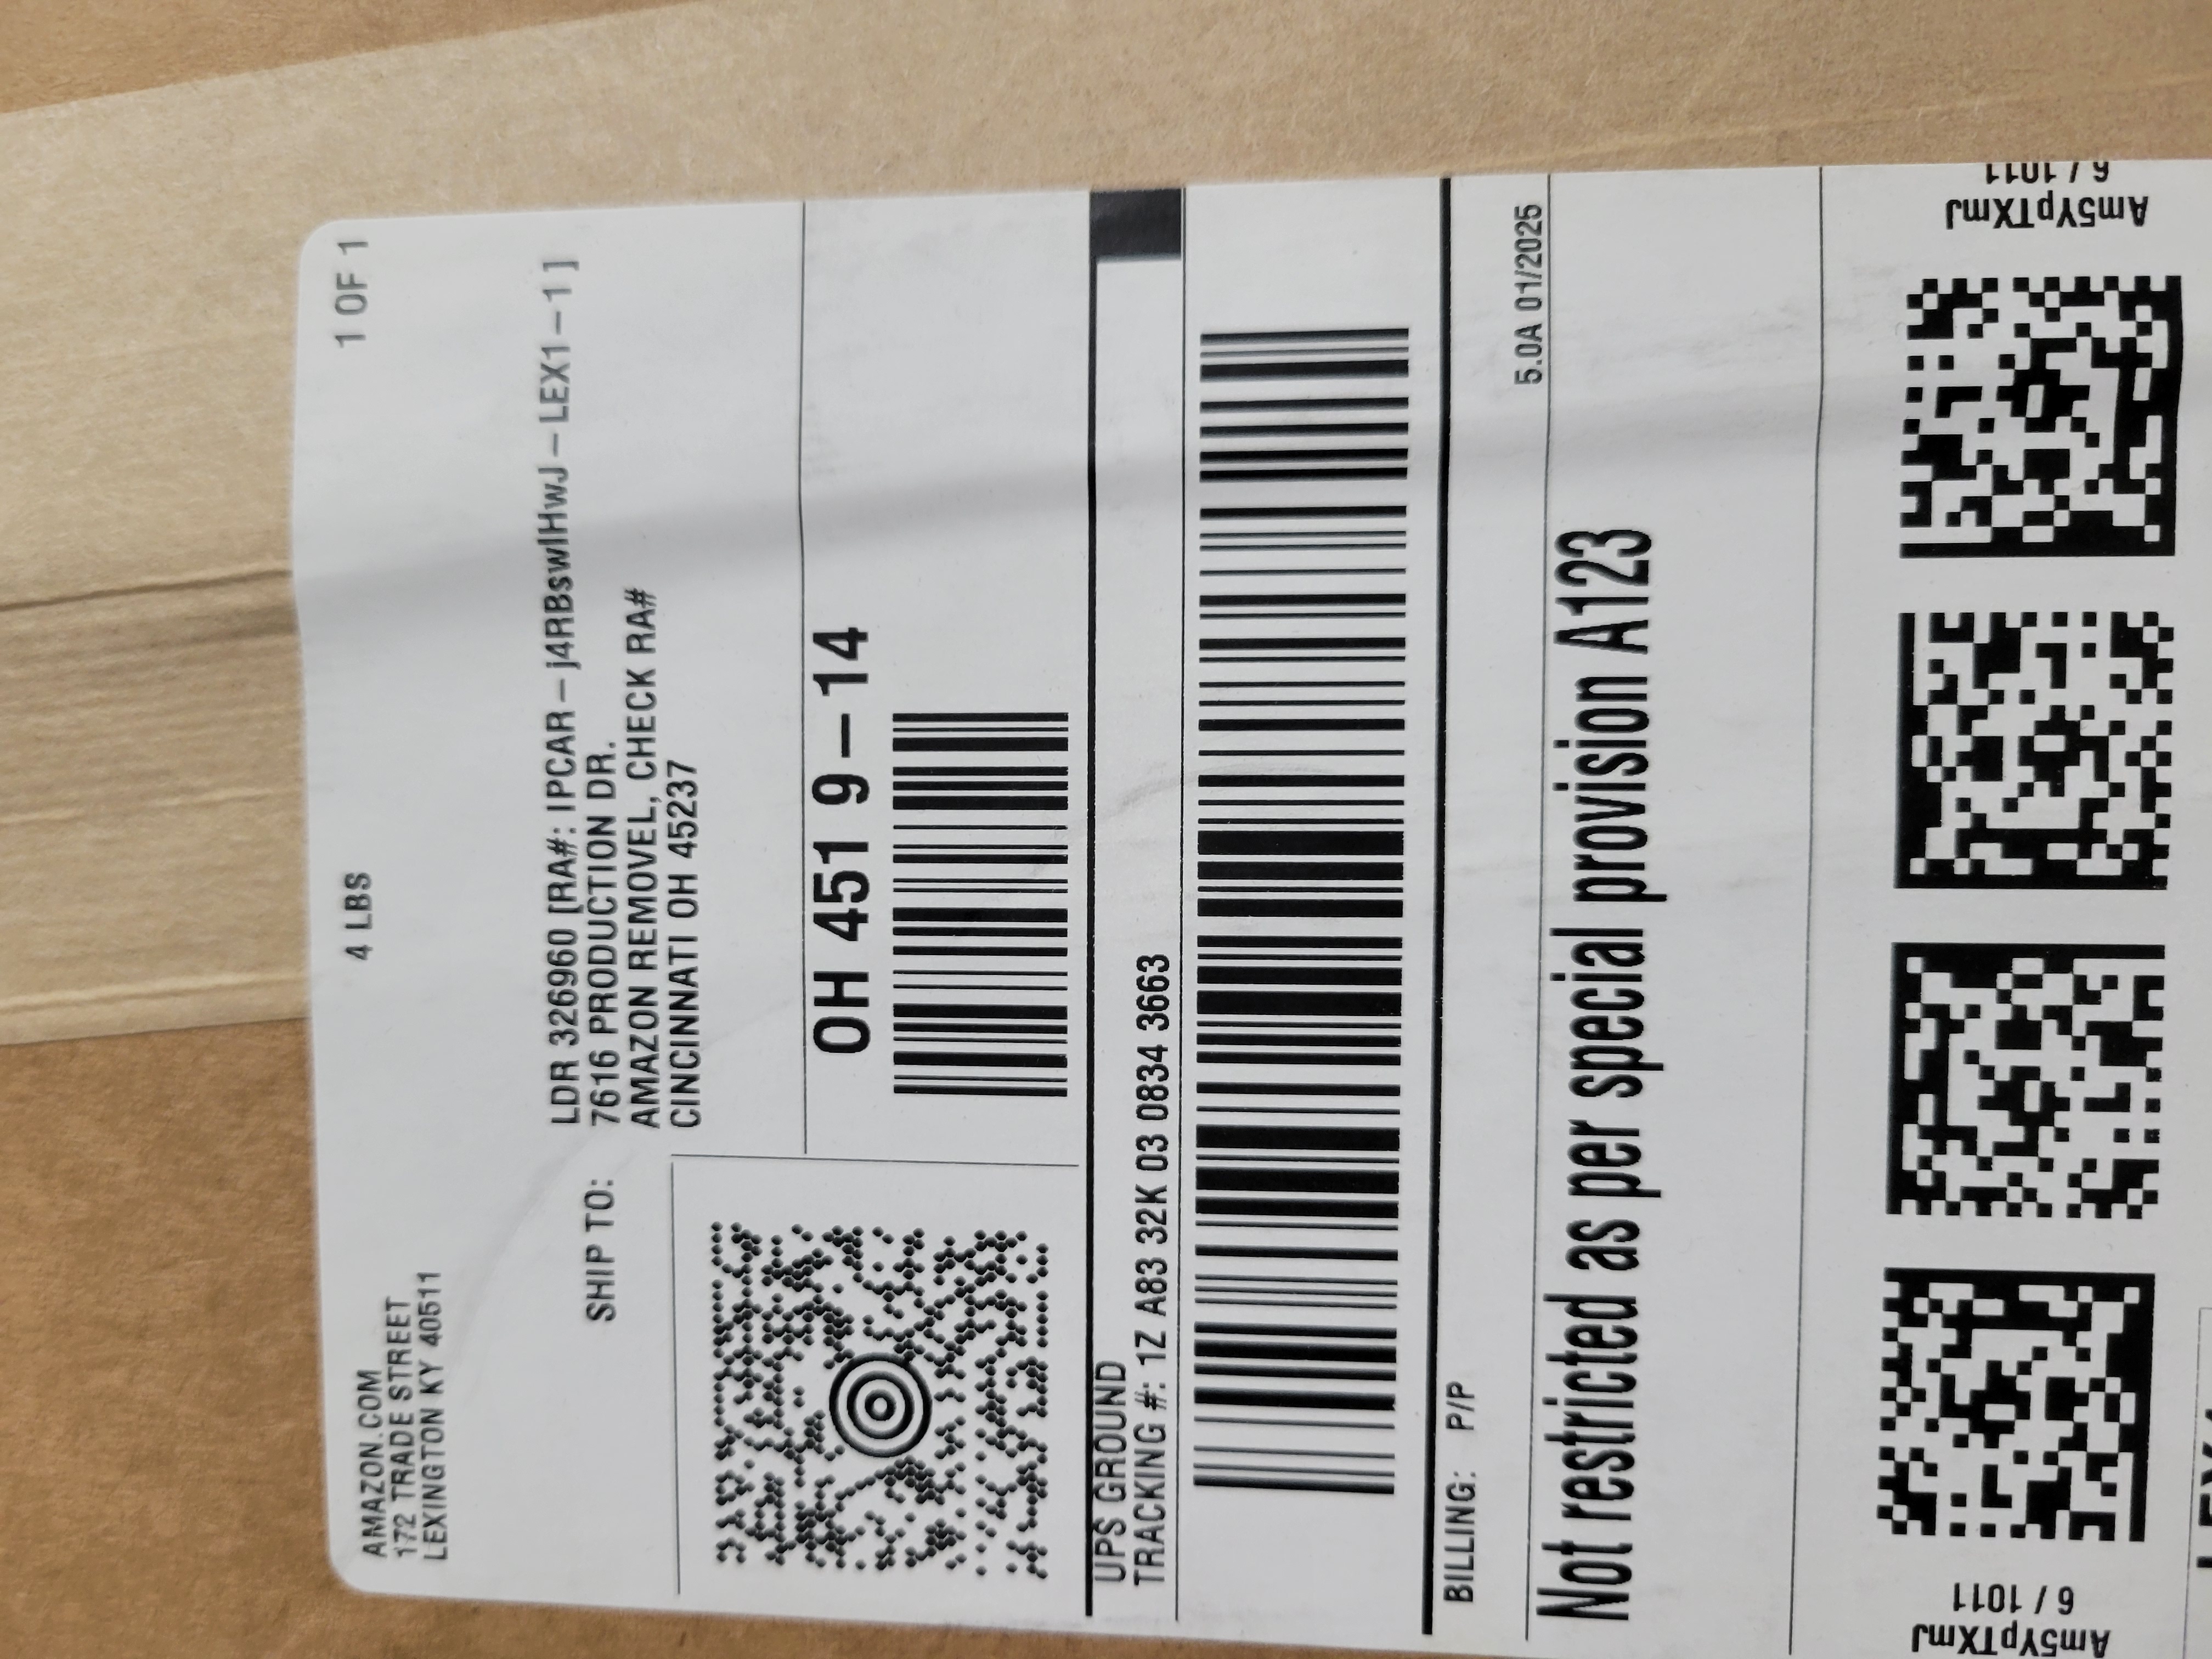 AMAZON.COM
172 TRADE STREET
LEXINGTON KY 40511
4 LBS
1 OF 1
SHIP TO:
LDR 326960 [RA#: IPCAR-j4RBswIHwJ-LEX1-1]
7616 PRODUCTION DR.
AMAZON REMOVEL, CHECK RA#
CINCINNATI OH 45237
OH 451 9-14
UPS GROUND
TRACKING #: 1Z A83 32K 03 0834 3663
BILLING: P/P
5.0A 01/2025
Not restricted as per special provision A123
Am5YpTXmJ
6 / 1011
Am5YpTXmJ
6 / 1011